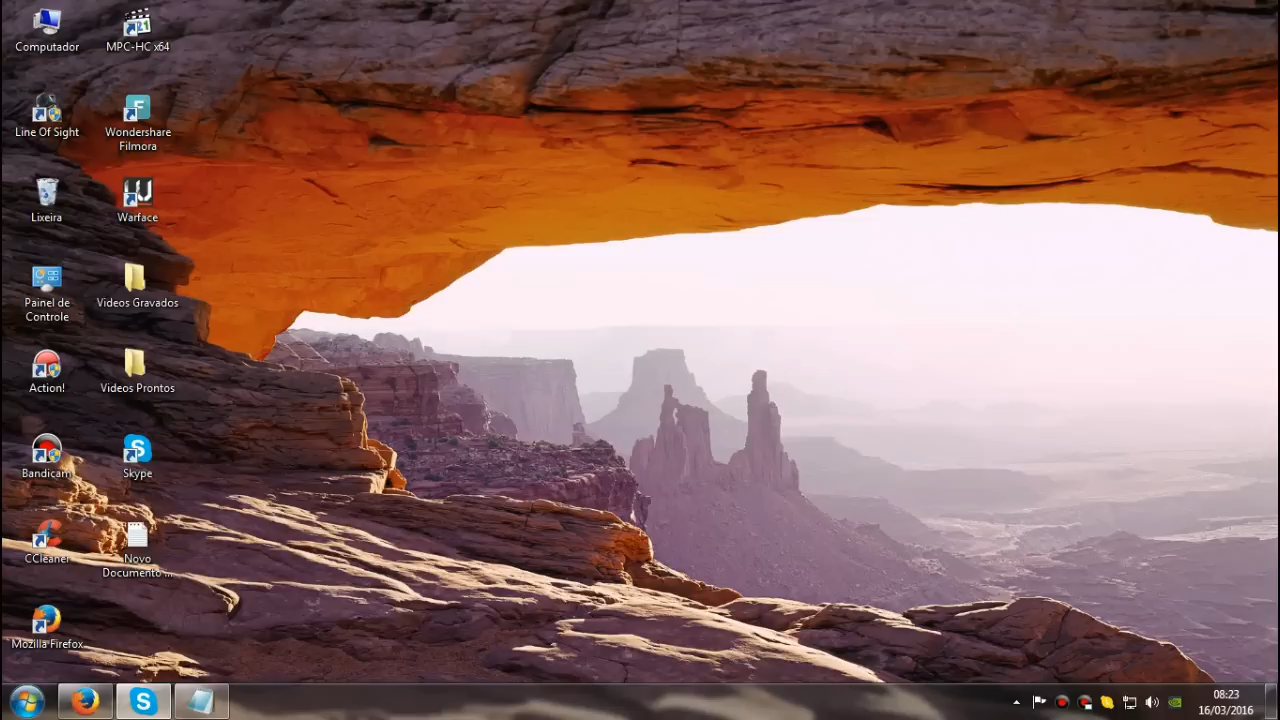 Computador
MPC-HC x64
Line Of Sight
Wondershare
Filmora
Lixeira
Warface
Painel de
Controle
Videos Gravados
Action!
Videos Prontos
Bandicam
Skype
CCleaner
Novo
Documento ...
Mozilla Firefox
08:23
16/03/2016